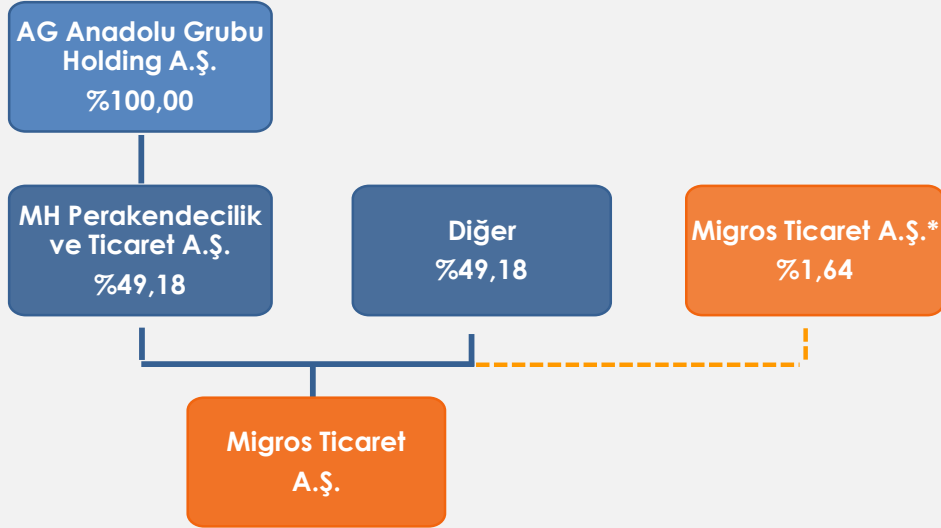 AG Anadolu Grubu
Holding A.Ş.
%100,00
MH Perakendecilik
ve Ticaret A.Ş.
%49,18
Diğer
%49,18
Migros Ticaret A.Ş.*
%1,64
Migros Ticaret
A.Ş.